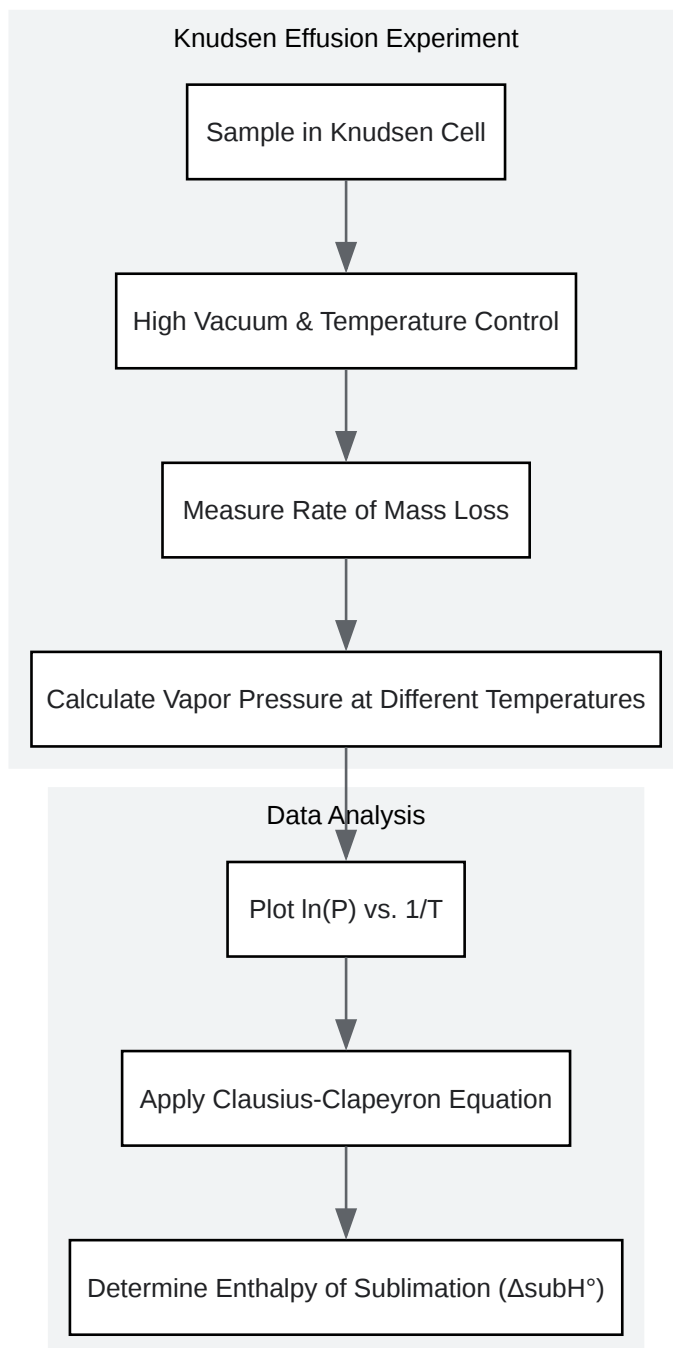 Knudsen Effusion Experiment
Sample in Knudsen Cell
High Vacuum & Temperature Control
Measure Rate of Mass Loss
Calculate Vapor Pressure at Different Temperatures
Data Analysis
Plot ln(P) vs. 1/T
Apply Clausius-Clapeyron Equation
Determine Enthalpy of Sublimation (ΔsubH°)